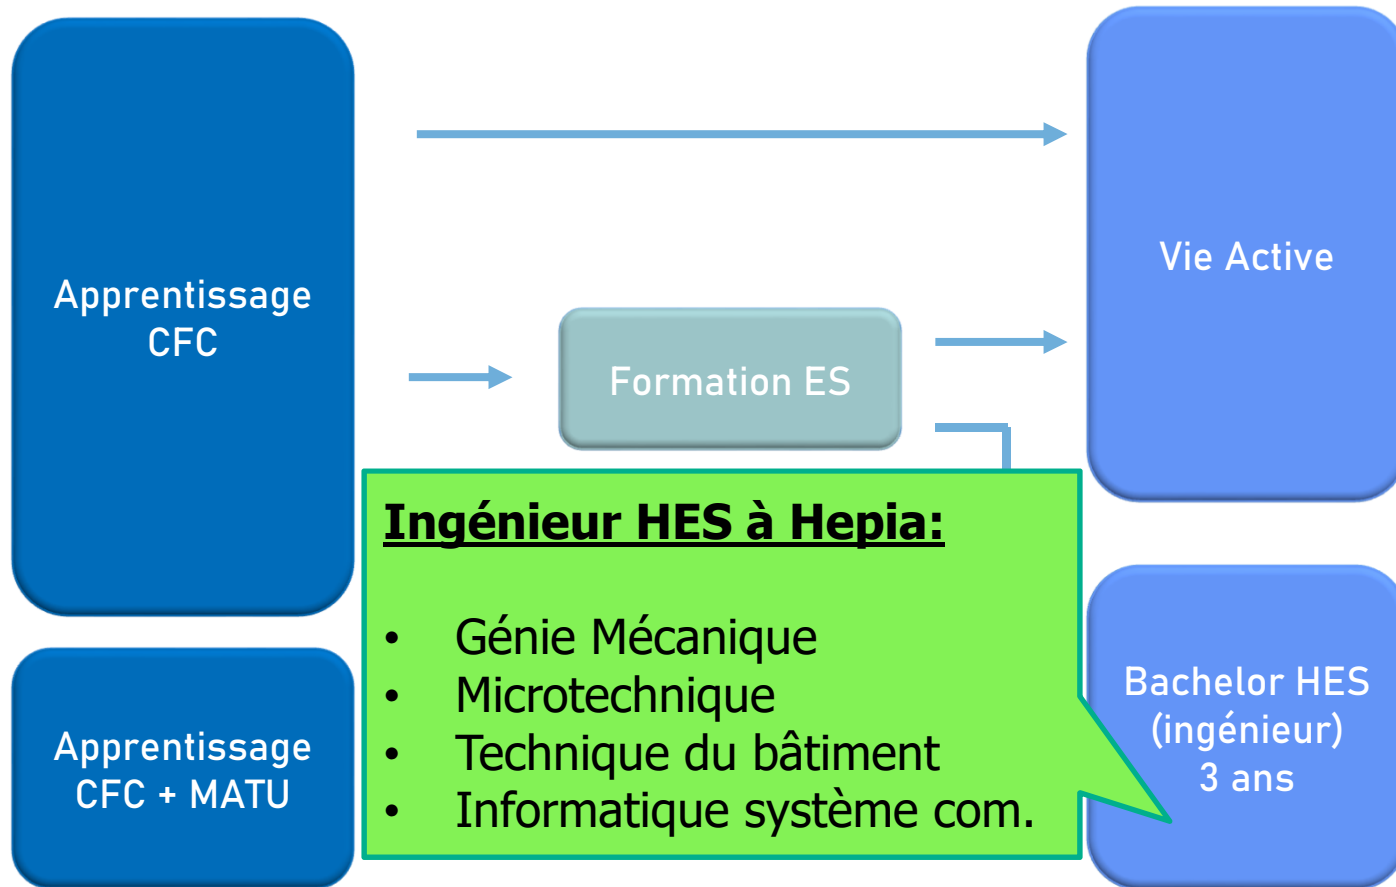 Apprentissage
CFC
Formation ES
Vie Active
Ingénieur HES à Hepia:
• Génie Mécanique
• Microtechnique
• Technique du bâtiment
• Informatique système com.
Apprentissage
CFC + MATU
Bachelor HES
(ingénieur)
3 ans